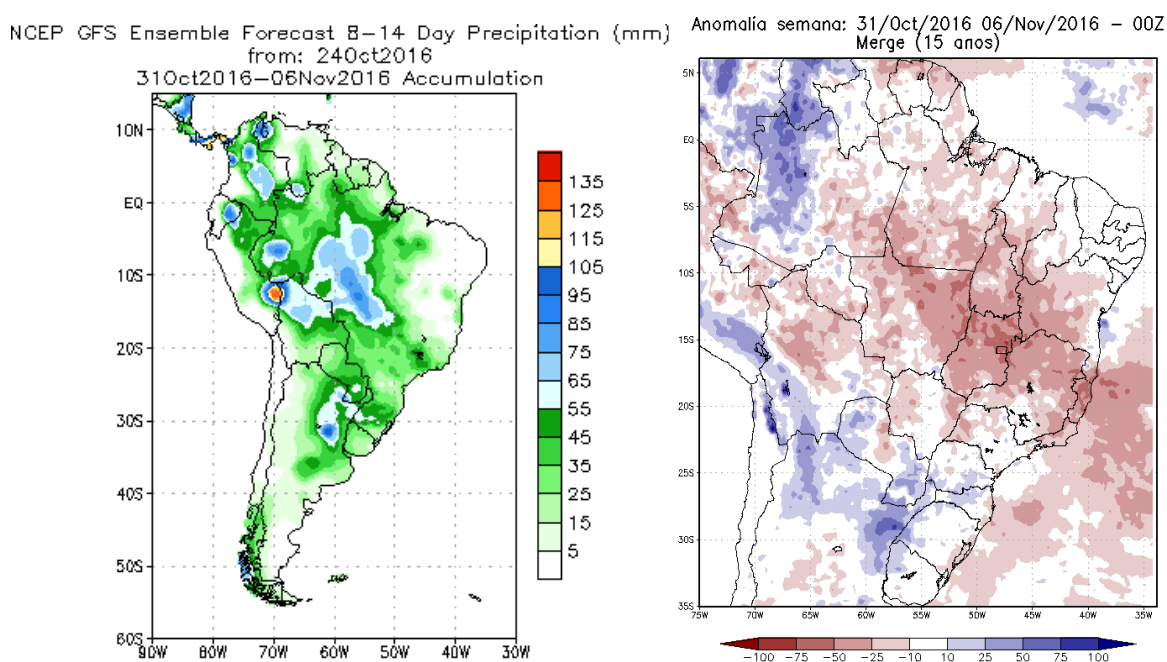 NCEP GFS Ensemble Forecast 8-14 Day Precipitation (mm)
from: 24Oct2016
31Oct2016-06Nov2016 Accumulation
10N
EQ
10S
20S
30S
40S
50S
60S
90W 80W 70W 60W 50W 40W 30W
135
125
115
105
95
85
75
65
55
45
35
25
15
5
Anomalía semana: 31/Oct/2016 06/Nov/2016 - 00Z
Merge (15 anos)
5N
EQ
5S
10S
15S
20S
25S
30S
35S
75W 70W 65W 60W 55W 50W 45W 40W 35W
-100 -75 -50 -25 -10 10 25 50 75 100